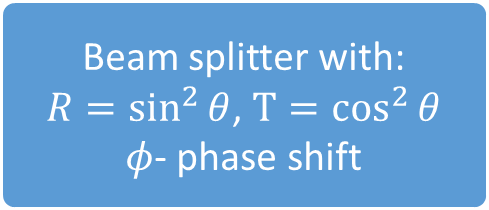 Beam splitter with:
R = sin² θ, T = cos² θ
ϕ- phase shift